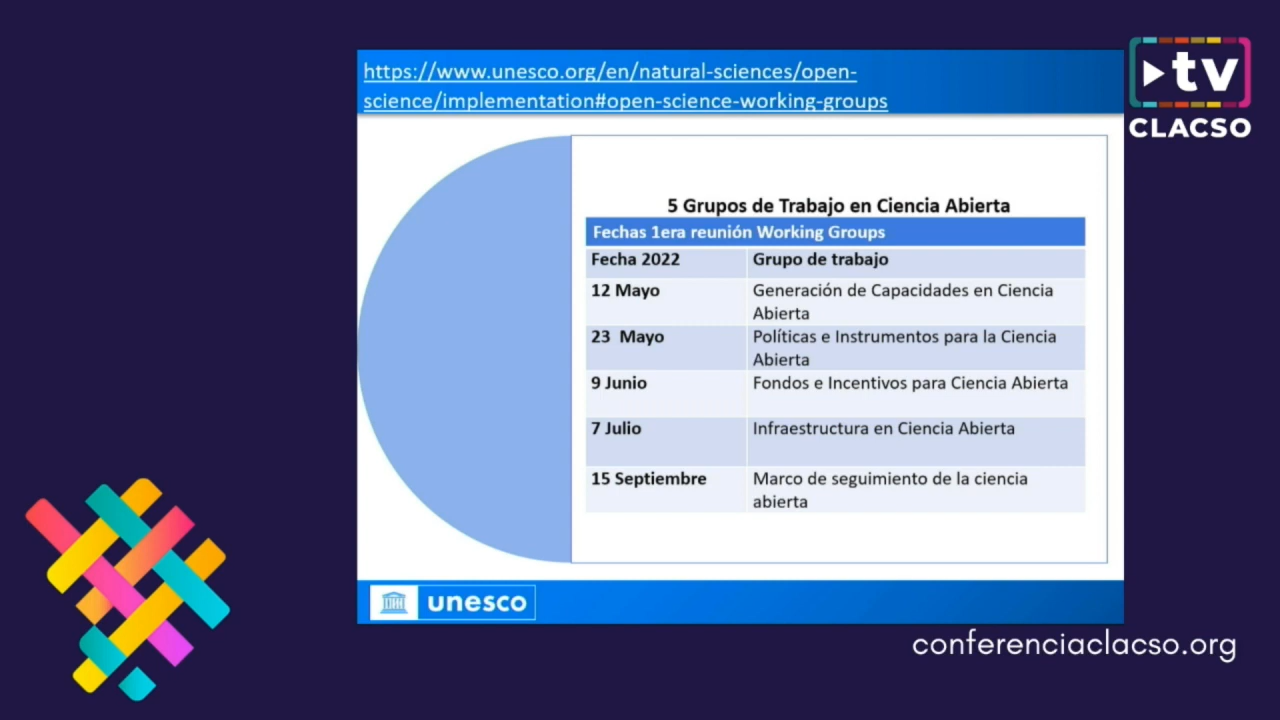 https://www.unesco.org/en/natural-sciences/open-
science/implementation#open-science-working-groups
tv
CLACSO
5 Grupos de Trabajo en Ciencia Abierta
Fechas 1era reunión Working Groups
Fecha 2022 Grupo de trabajo
12 Mayo Generación de Capacidades en Ciencia
Abierta
23 Mayo Políticas e Instrumentos para la Ciencia
Abierta
9 Junio Fondos e Incentivos para Ciencia Abierta
7 Julio Infraestructura en Ciencia Abierta
15 Septiembre Marco de seguimiento de la ciencia
abierta
unesco
conferenciaclacso.org